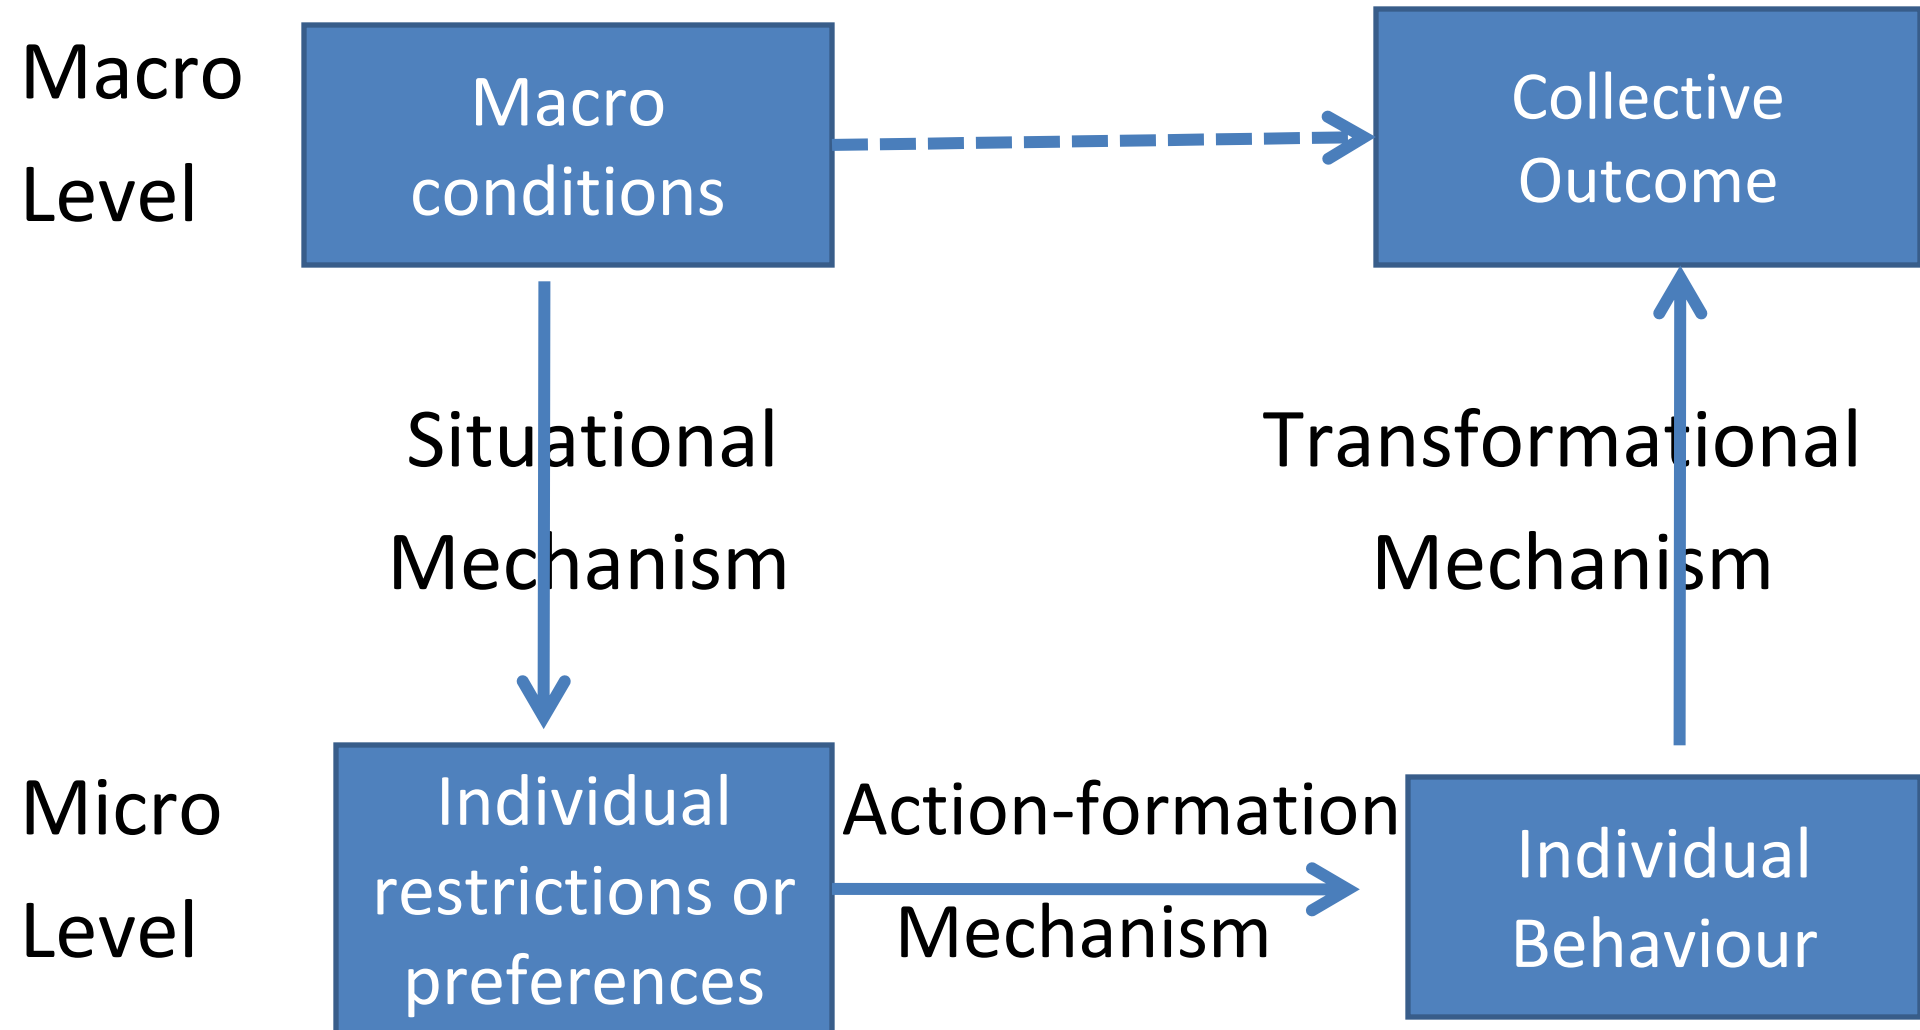 Macro
Level
Macro
conditions
Collective
Outcome
Situational
Mechanism
Transformational
Mechanism
Micro
Level
Individual
restrictions or
preferences
Action-formation
Mechanism
Individual
Behaviour